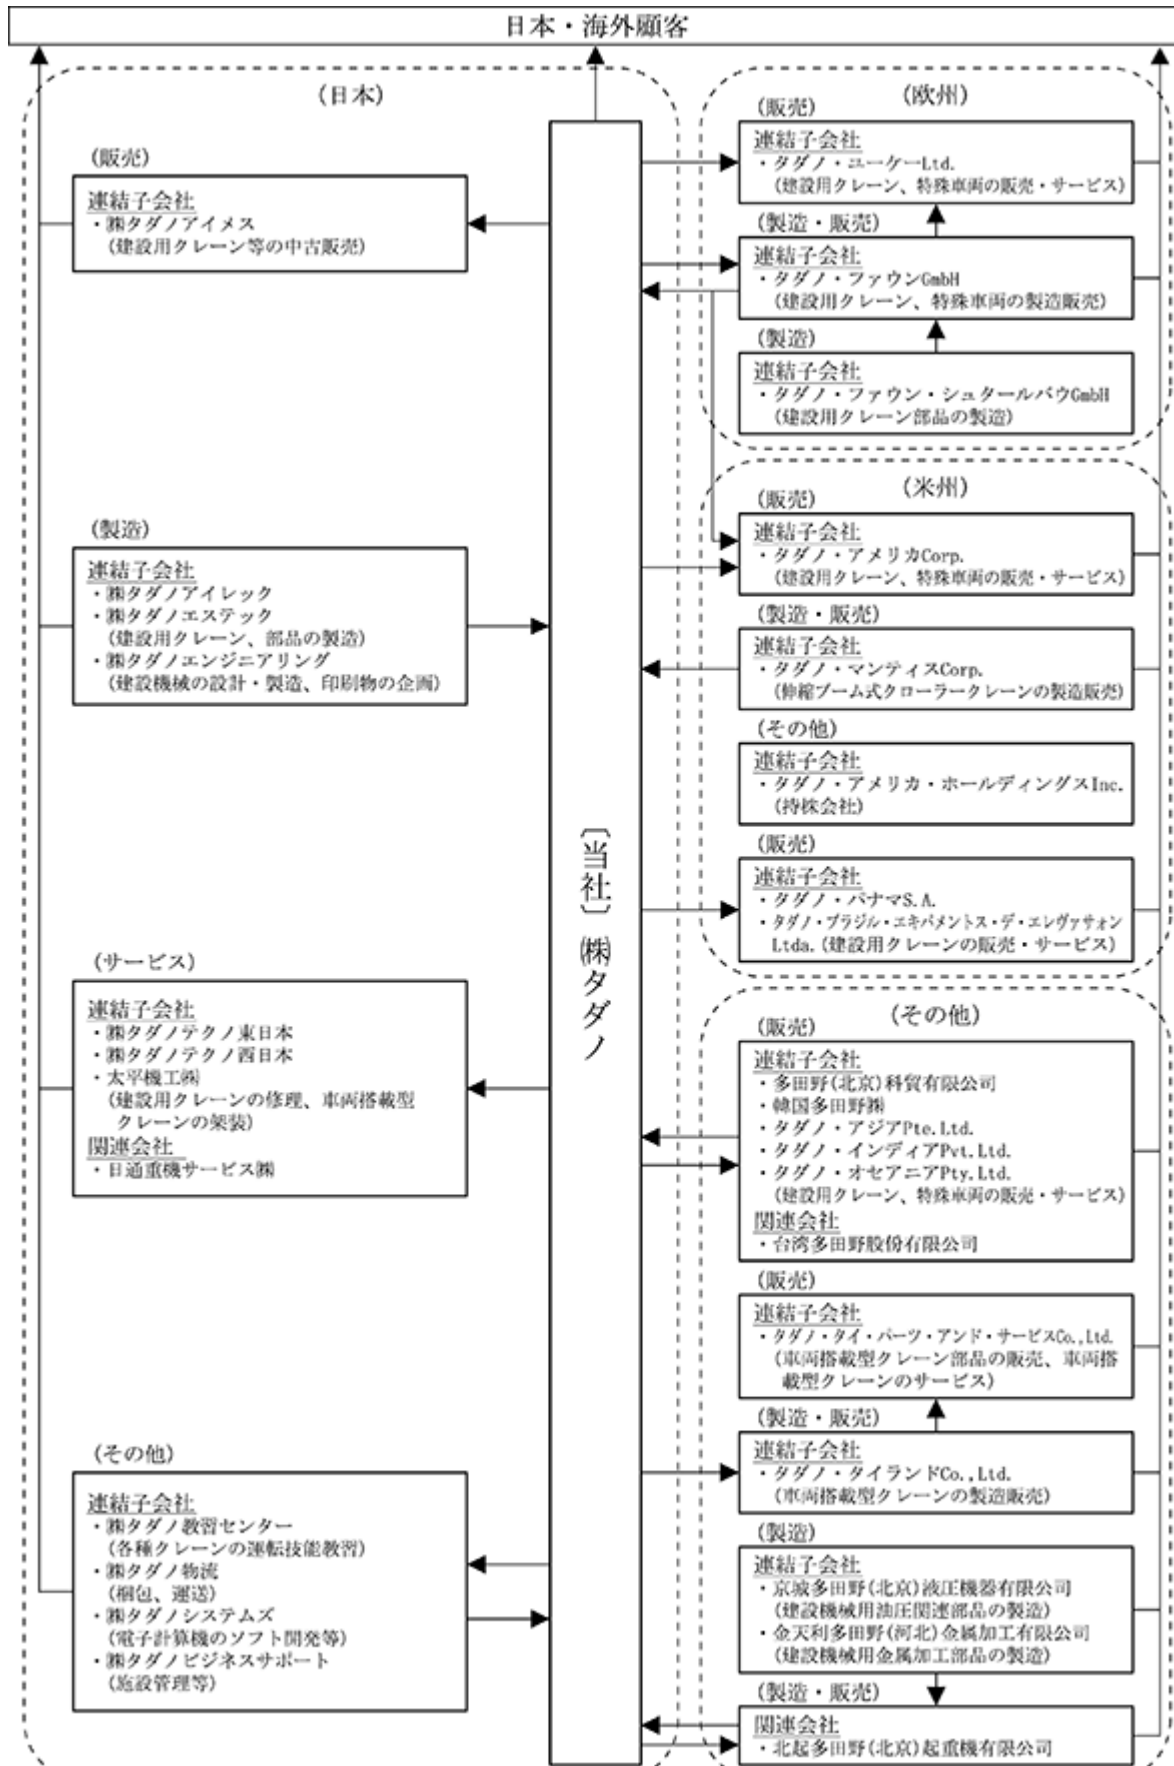 日本・海外顧客
(日本)
(販売)
連結子会社
・㈱タダノアイメス
(建設用クレーン等の中古販売)
(製造)
連結子会社
・㈱タダノアイレック
・㈱タダノエステック
(建設用クレーン、部品の製造)
・㈱タダノエンジニアリング
(建設機械の設計・製造、印刷物の企画)
(サービス)
連結子会社
・㈱タダノテクノ東日本
・㈱タダノテクノ西日本
・太平機工㈱
(建設用クレーンの修理、車両搭載型
クレーンの架装)
関連会社
・日通重機サービス㈱
(その他)
連結子会社
・㈱タダノ教習センター
(各種クレーンの運転技能教習)
・㈱タダノ物流
(梱包、運送)
・㈱タダノシステムズ
(電子計算機のソフト開発等)
・㈱タダノビジネスサポート
(施設管理等)
〔当社〕㈱タダノ
(欧州)
(販売)
連結子会社
・タダノ・ユーケーLtd.
(建設用クレーン、特殊車両の販売・サービス)
(製造・販売)
連結子会社
・タダノ・ファウンGmbH
(建設用クレーン、特殊車両の製造販売)
(製造)
連結子会社
・タダノ・ファウン・シュタールバウGmbH
(建設用クレーン部品の製造)
(米州)
(販売)
連結子会社
・タダノ・アメリカCorp.
(建設用クレーン、特殊車両の販売・サービス)
(製造・販売)
連結子会社
・タダノ・マンティスCorp.
(伸縮ブーム式クローラークレーンの製造販売)
(その他)
連結子会社
・タダノ・アメリカ・ホールディングスInc.
(持株会社)
(販売)
連結子会社
・タダノ・パナマS.A.
・タダノ・ブラジル・エキパメントス・デ・エレヴァサォン
Ltda.(建設用クレーンの販売・サービス)
(その他)
(販売)
連結子会社
・多田野(北京)科貿有限公司
・韓国多田野㈱
・タダノ・アジアPte.Ltd.
・タダノ・インディアPvt.Ltd.
・タダノ・オセアニアPty.Ltd.
(建設用クレーン、特殊車両の販売・サービス)
関連会社
・台湾多田野股份有限公司
(販売)
連結子会社
・タダノ・タイ・パーツ・アンド・サービスCo.,Ltd.
(車両搭載型クレーン部品の販売、車両搭
載型クレーンのサービス)
(製造・販売)
連結子会社
・タダノ・タイランドCo.,Ltd.
(車両搭載型クレーンの製造販売)
(製造)
連結子会社
・京城多田野(北京)液圧機器有限公司
(建設機械用油圧関連部品の製造)
・金天利多田野(河北)金属加工有限公司
(建設機械用金属加工部品の製造)
(製造・販売)
関連会社
・北起多田野(北京)起重機有限公司